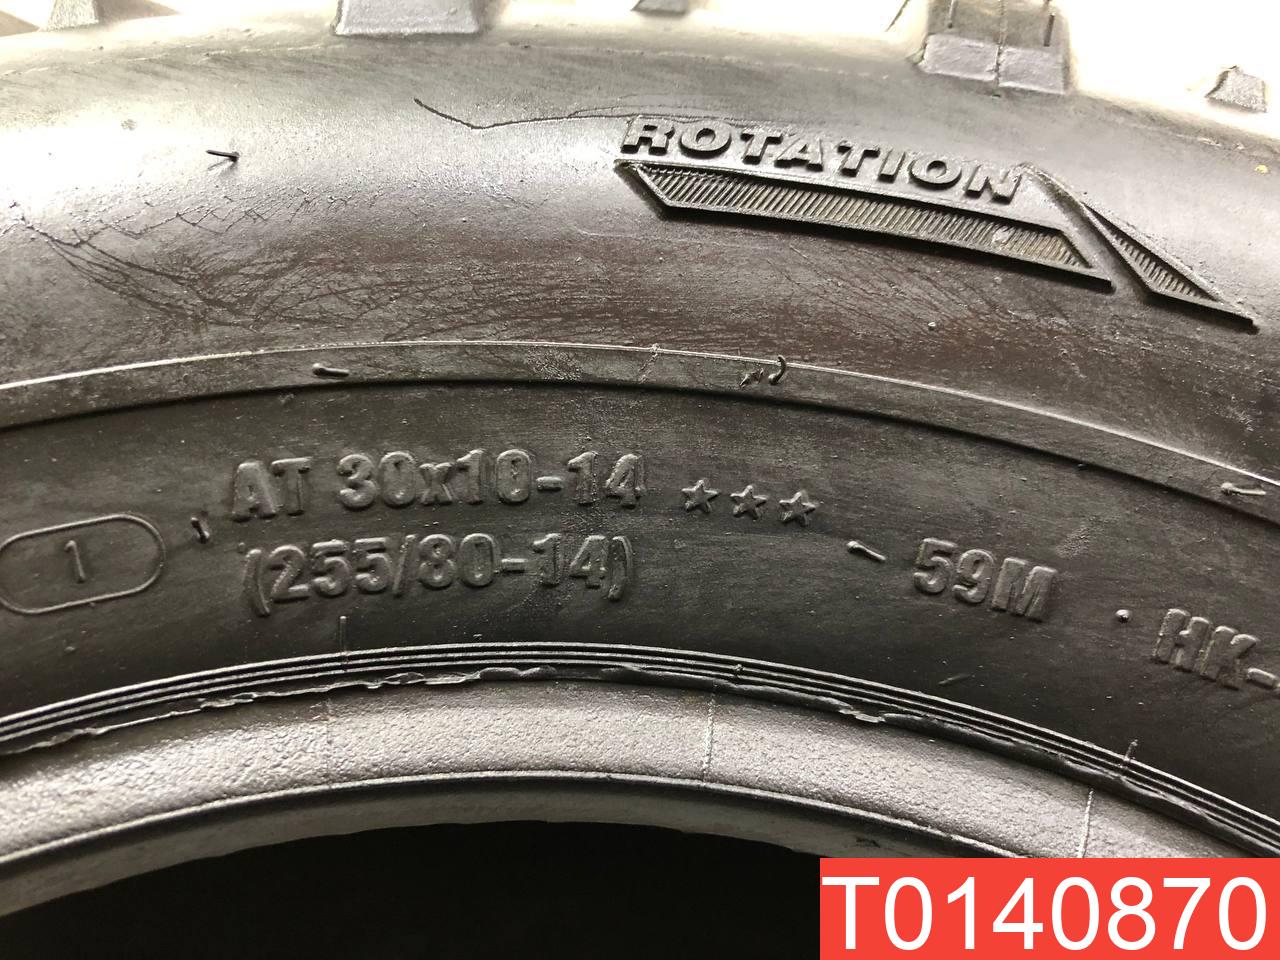 ROTATION
AT 30x10-14 ☆☆☆
(255/80-14)
59M
1
HK-
T0140870